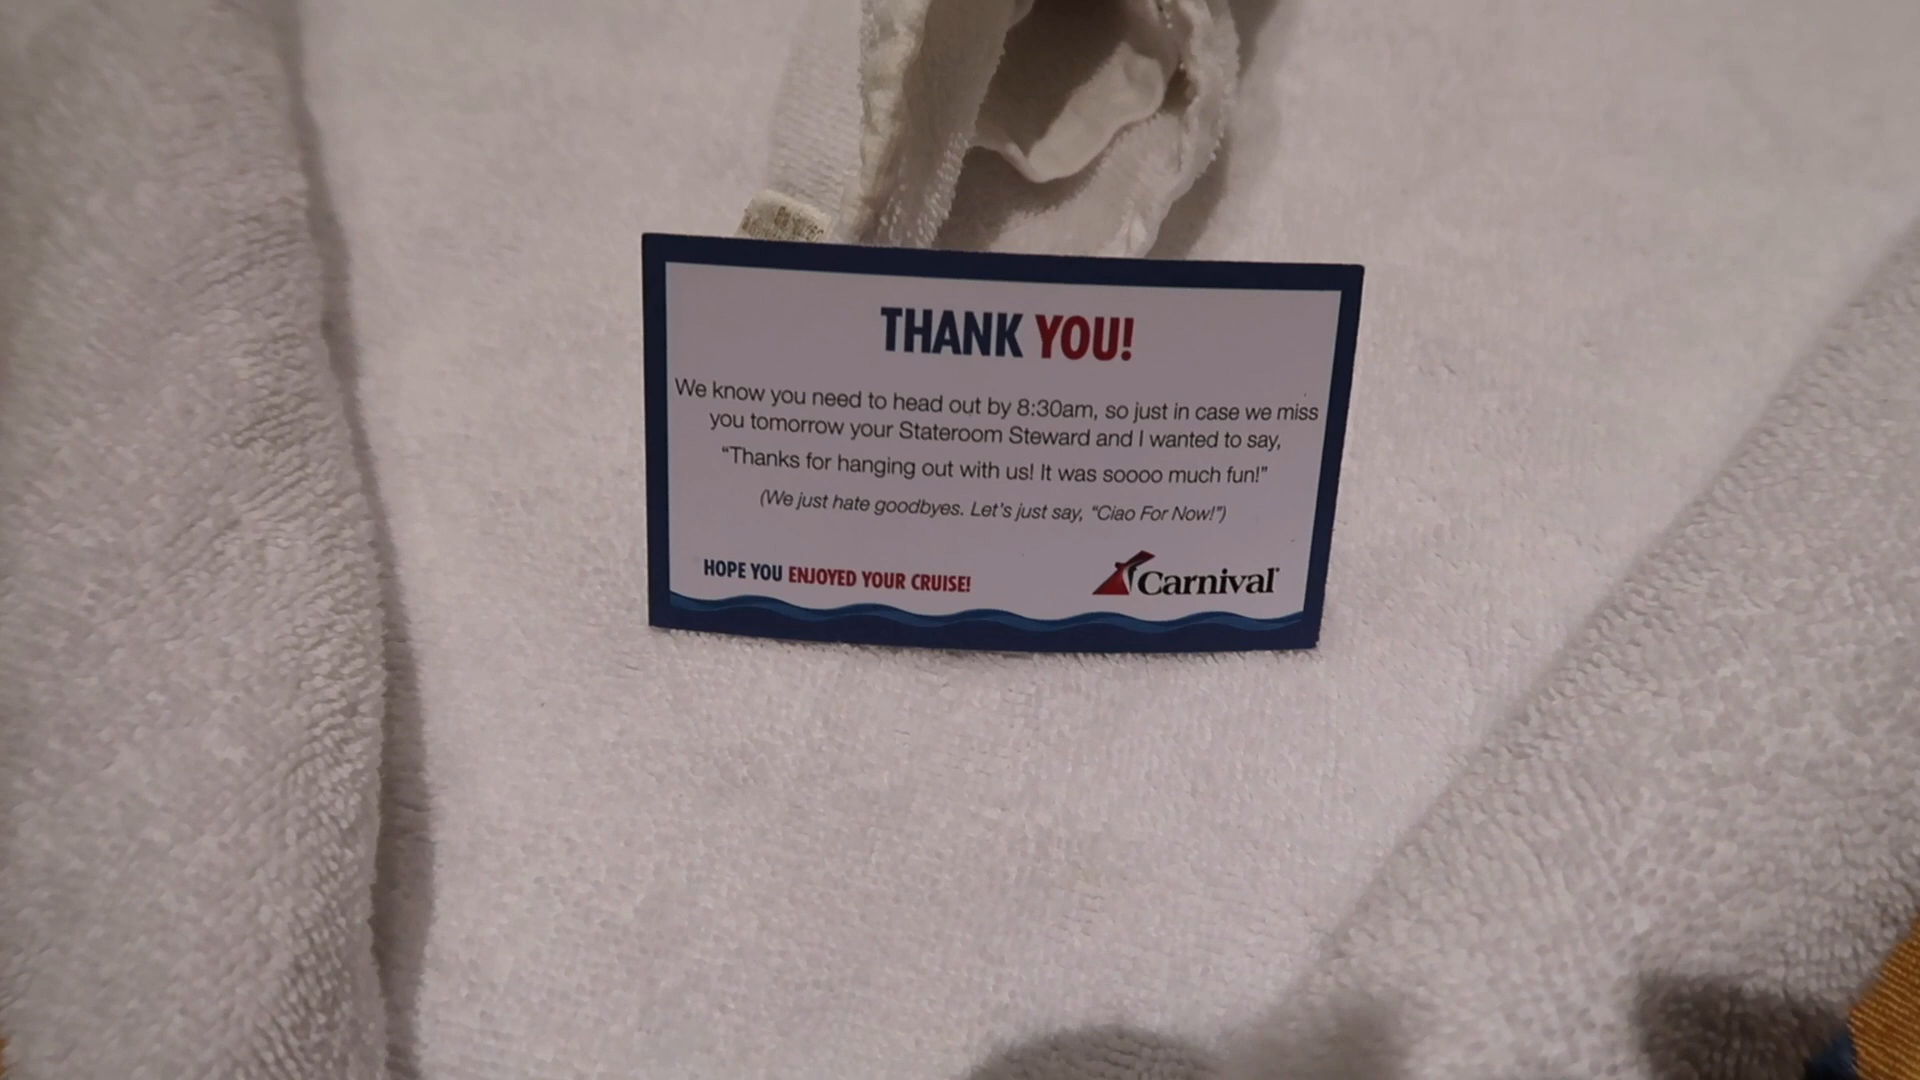 THANK YOU!
We know you need to head out by 8:30am, so just in case we miss
you tomorrow your Stateroom Steward and I wanted to say,
“Thanks for hanging out with us! It was soooo much fun!”
(We just hate goodbyes. Let's just say, “Ciao For Now!”)
HOPE YOU ENJOYED YOUR CRUISE!
Carnival